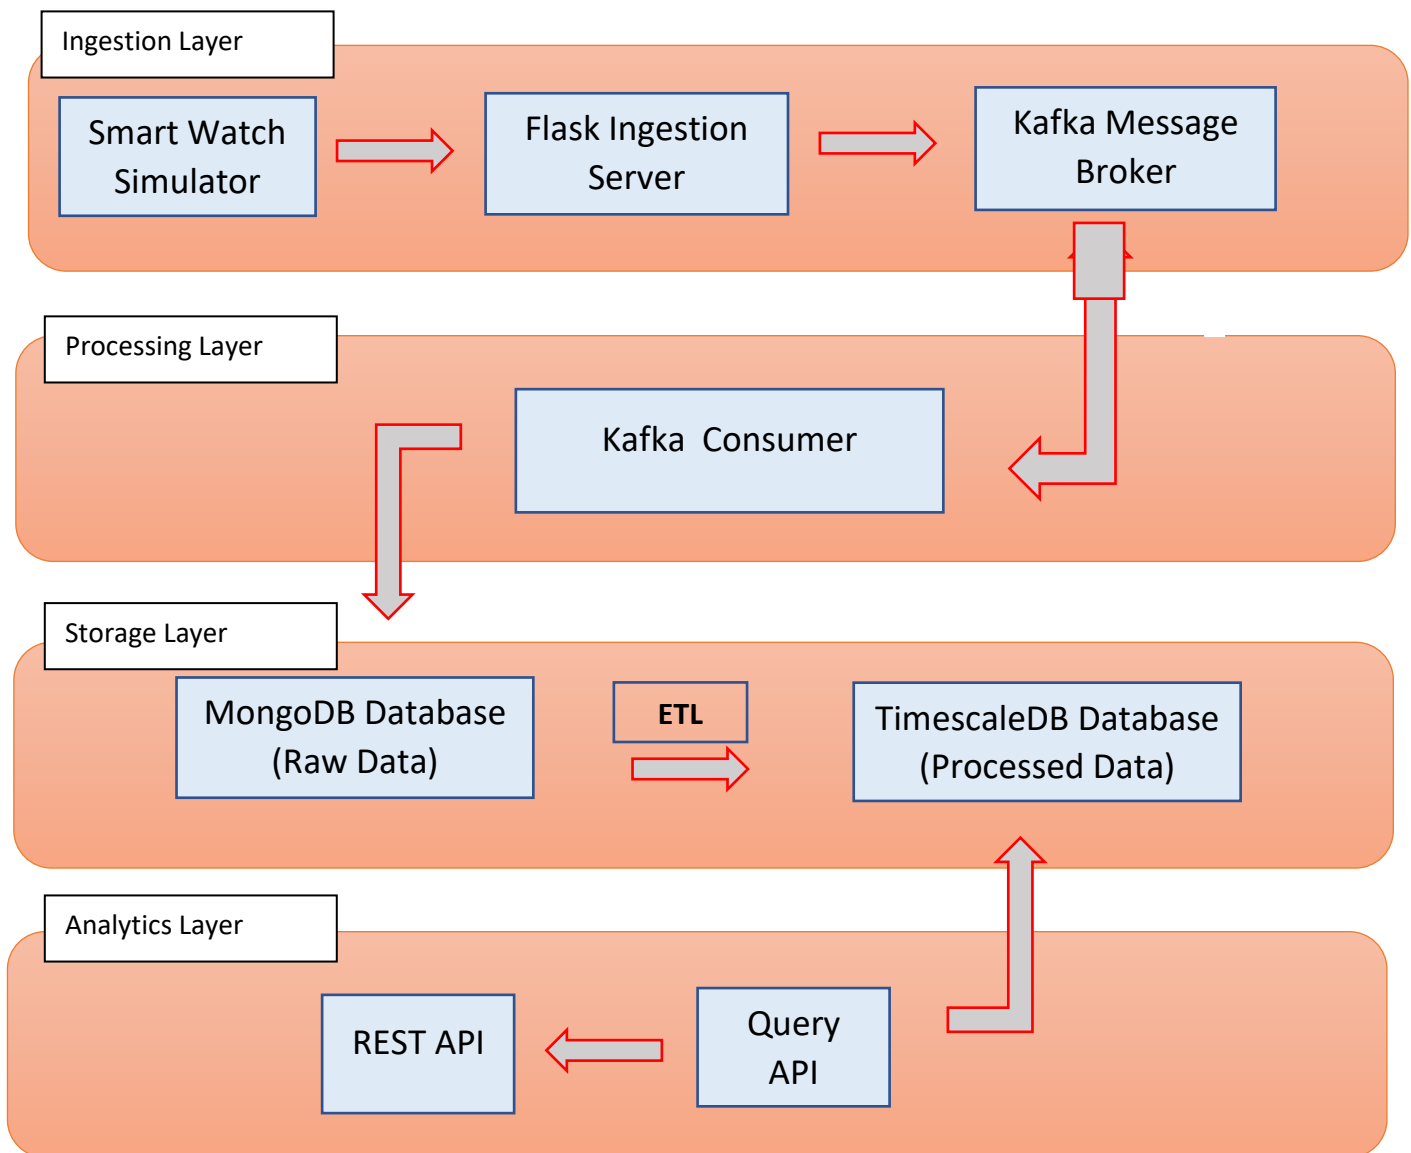 Ingestion Layer
Smart Watch
Simulator
Flask Ingestion
Server
Kafka Message
Broker
Processing Layer
Kafka  Consumer
Storage Layer
MongoDB Database
(Raw Data)
ETL
TimescaleDB Database
(Processed Data)
Analytics Layer
REST API
Query
API